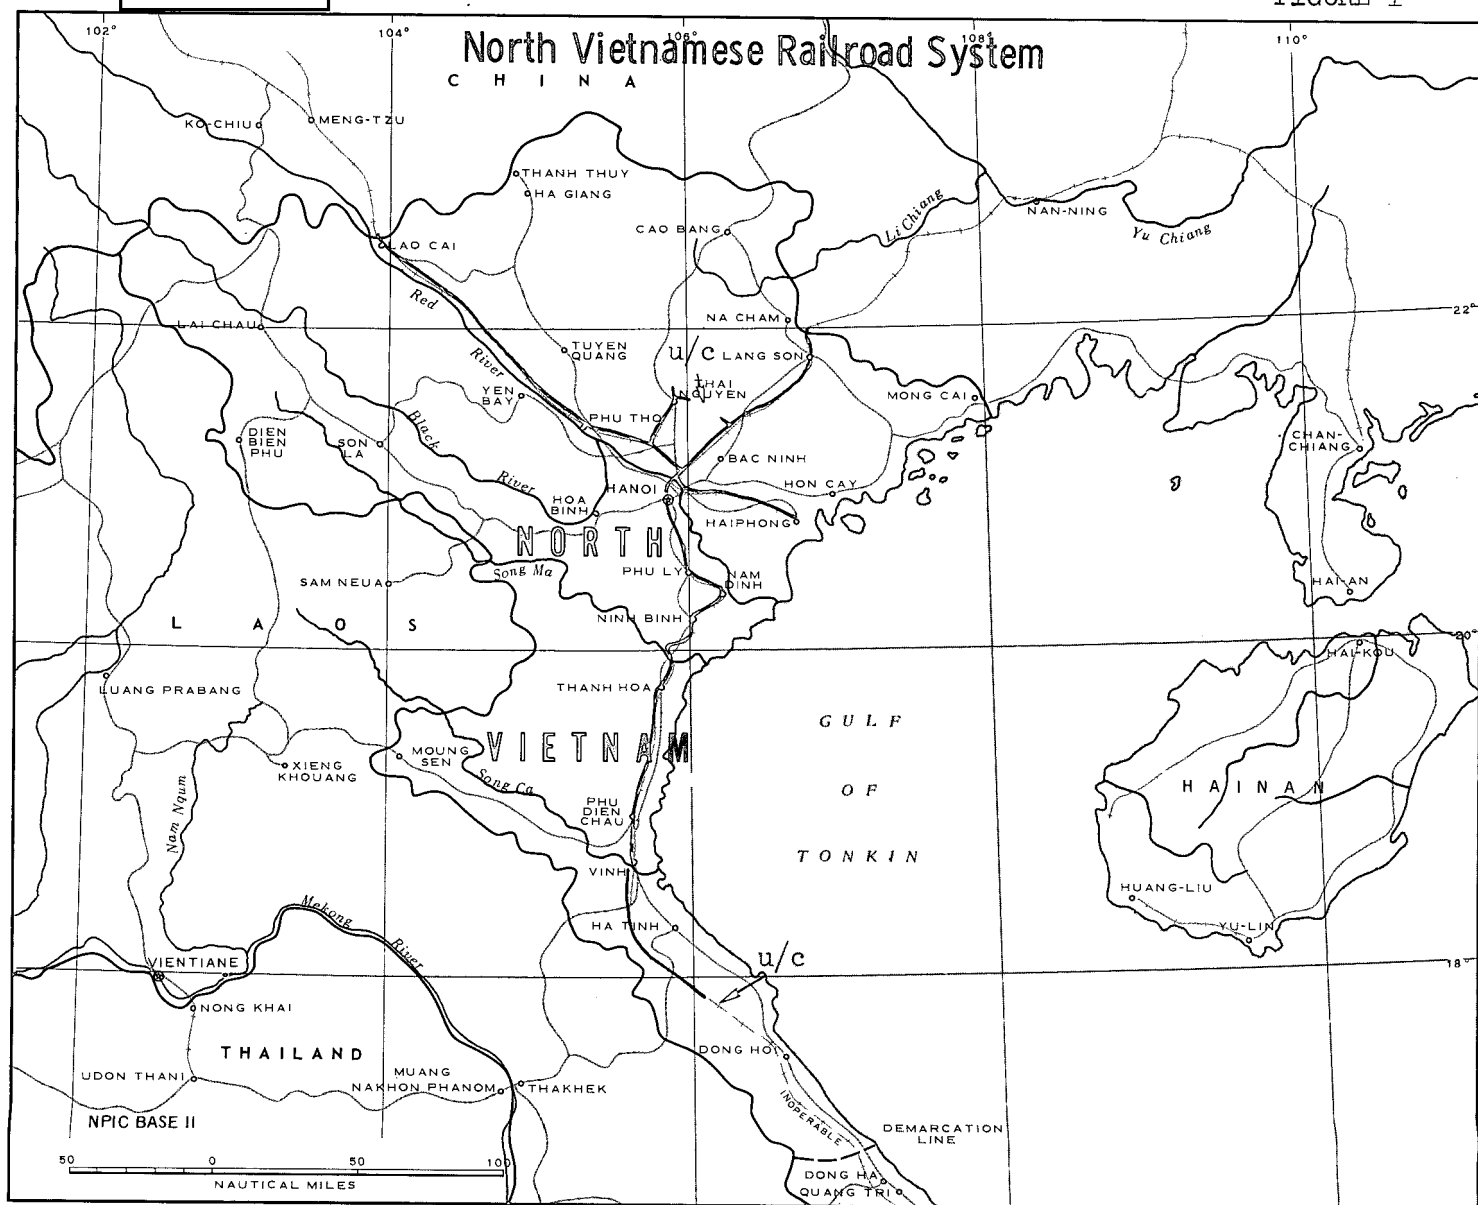 FIGURE 1
102°
104°
106°
108°
110°
North Vietnamese Railroad System
CHINA
KO-CHIU
MENG-TZU
THANH THUY
HA GIANG
CAO BANG
Li Chiang
NAN-NING
Yu Chiang
LAO CAI
Red
River
LAI CHAU
NA CHAM
22°
TUYEN
QUANG
u/c
LANG SON
THAI
NGUYEN
YEN
BAY
MONG CAI
PHU THO
Black
River
DIEN
BIEN
PHU
SON
LA
CHAN-
CHIANG
BAC NINH
HANOI
HON CAY
HOA
BINH
HAIPHONG
NORTH
Song Ma
PHU LY
NAM
DINH
SAM NEUA
HAI-AN
NINH BINH
LAOS
20°
HAI-KOU
LUANG PRABANG
THANH HOA
GULF
OF
TONKIN
VIETNAM
MOUNG
SEN
XIENG
KHOUANG
Song Ca
HAINAN
PHU
DIEN
CHAU
Nam Ngum
VINH
HUANG-LIU
Mekong
River
HA TINH
YU-LIN
u/c
VIENTIANE
18°
NONG KHAI
THAILAND
DONG HOI
UDON THANI
MUANG
NAKHON PHANOM
THAKHEK
INOPERABLE
NPIC BASE II
DEMARCATION
LINE
50
0
50
100
NAUTICAL MILES
DONG HA
QUANG TRI